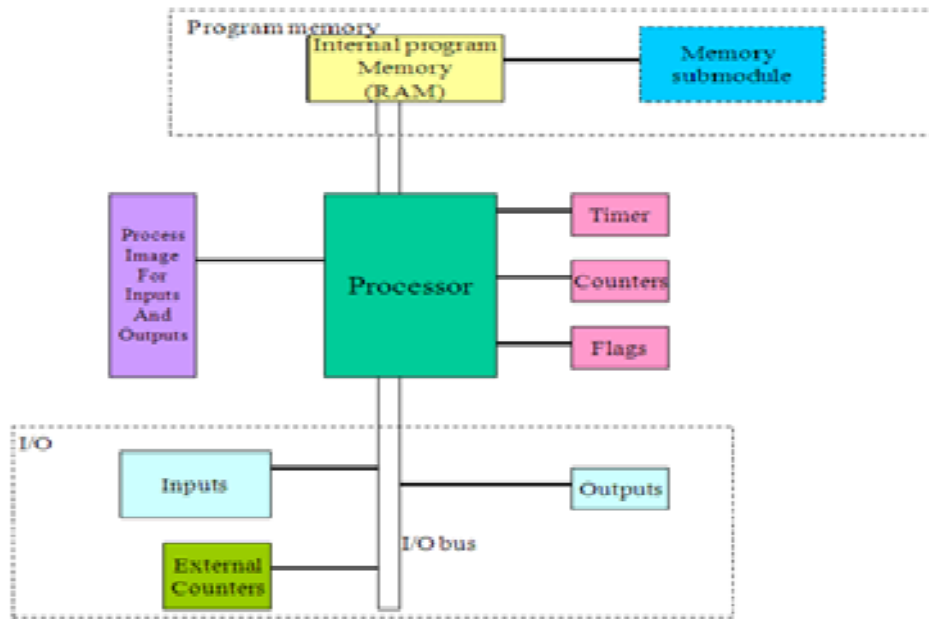 Program memory
Internal program
Memory
(RAM)
Memory
submodule
Process
Image
For
Inputs
And
Outputs
Processor
Timer
Counters
Flags
I/O
Inputs
Outputs
I/O bus
External
Counters